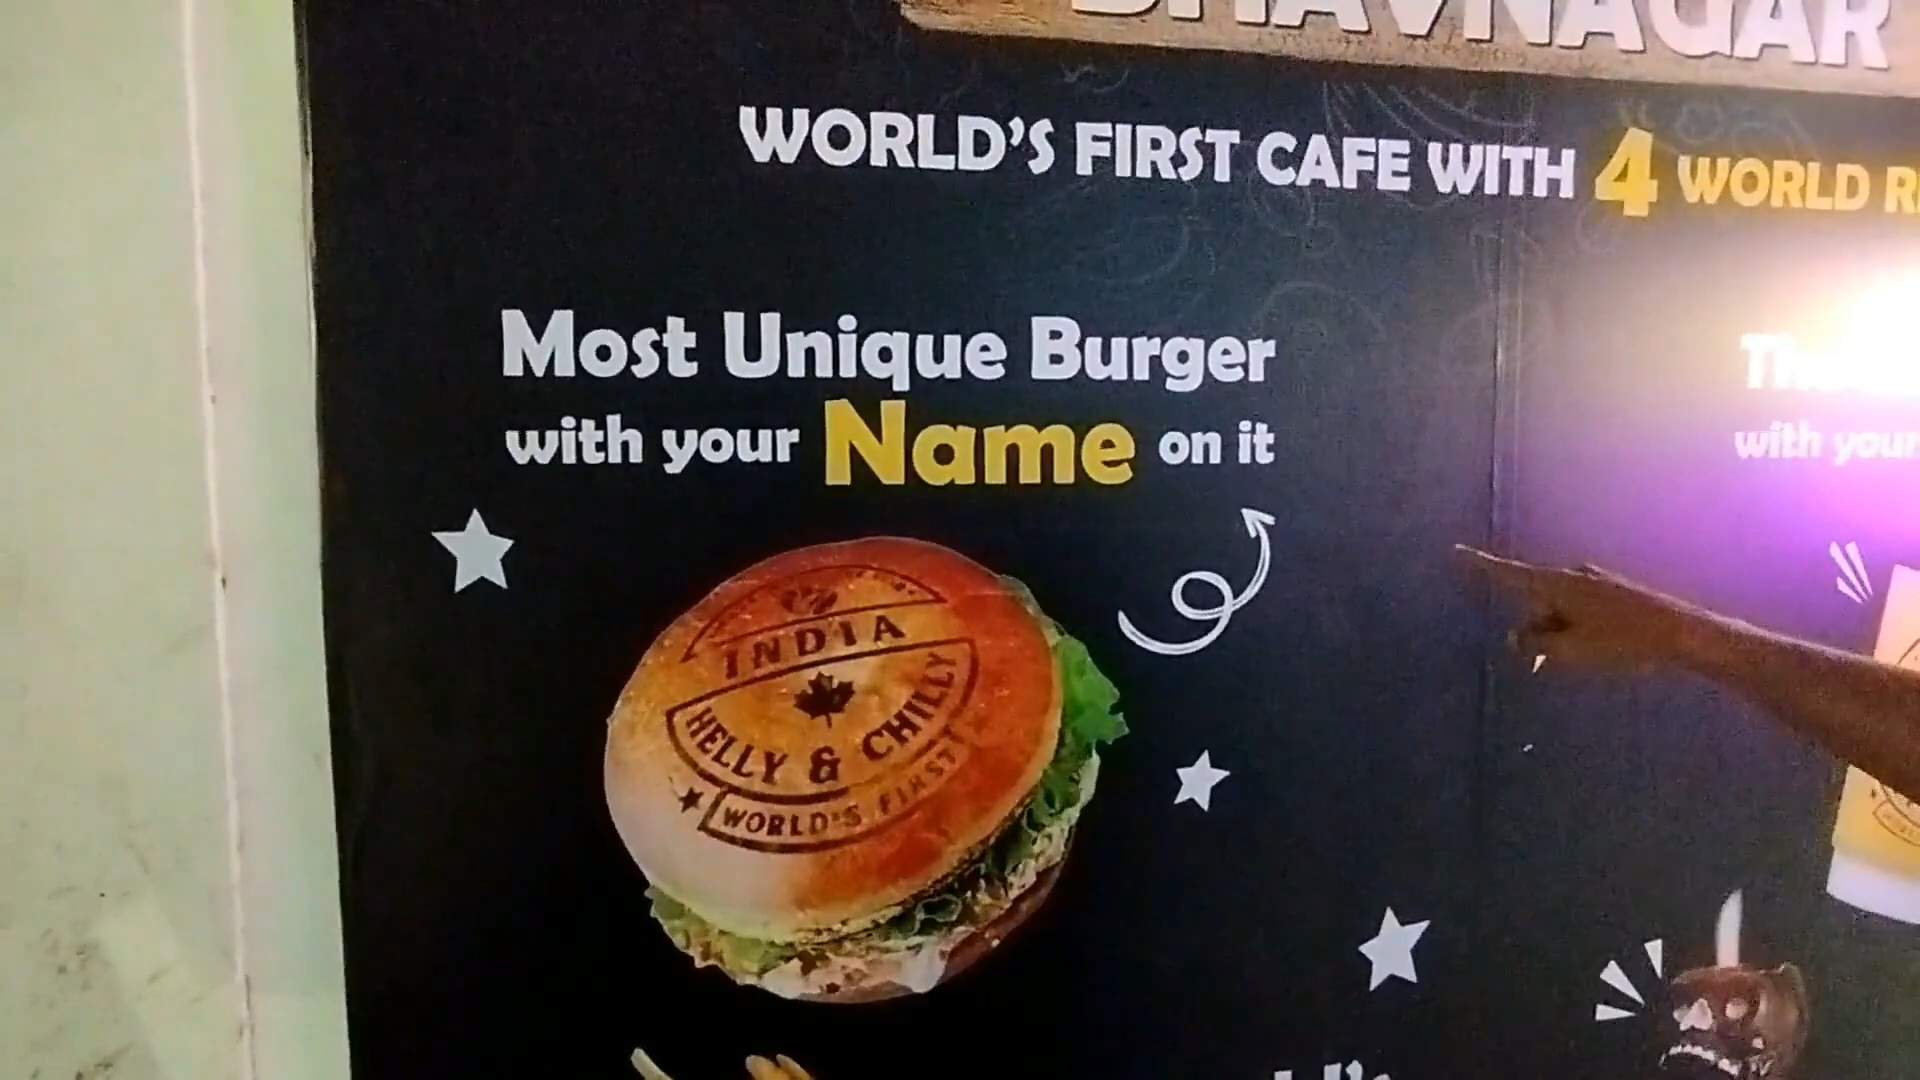 BHAVNAGAR
WORLD'S FIRST CAFE WITH 4 WORLD
Most Unique Burger
with your Name on it
with your
INDIA
HELLY & CHILLY
WORLD'S FIRST